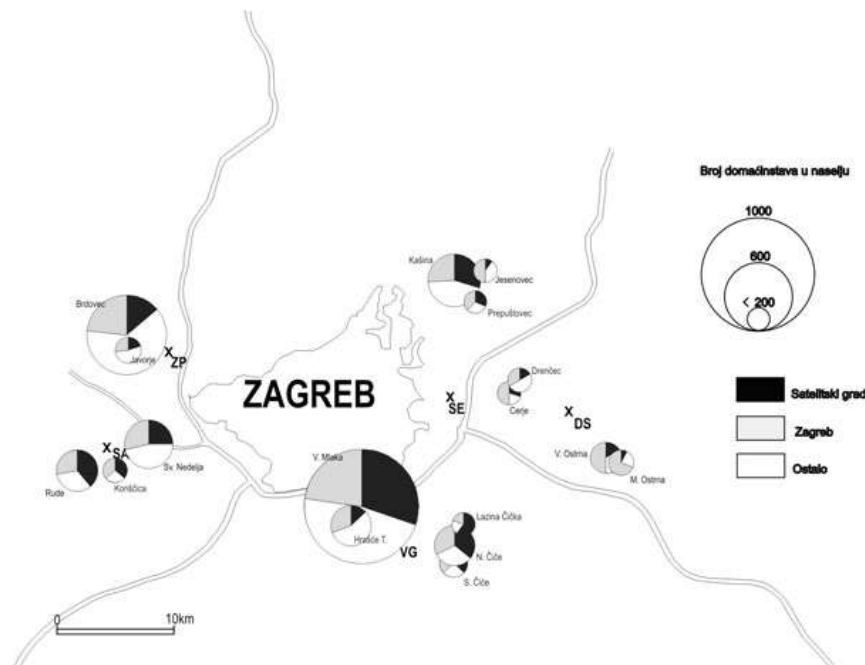 Broj domaćinstava u naselju
1000
600
< 200
Satelitski grad
Zagreb
Ostalo
Kašina
Jesenovec
Prepuštovec
Brdovec
Javorje
X ZP
ZAGREB
X SE
Drenčec
Cerje
X DS
X SA
Sv. Nedelja
Rude
Konšćica
V. Mlaka
Hrašće T.
VG
V. Ostrna
M. Ostrna
Lazina Čička
N. Čiče
S. Čiče
0 10km